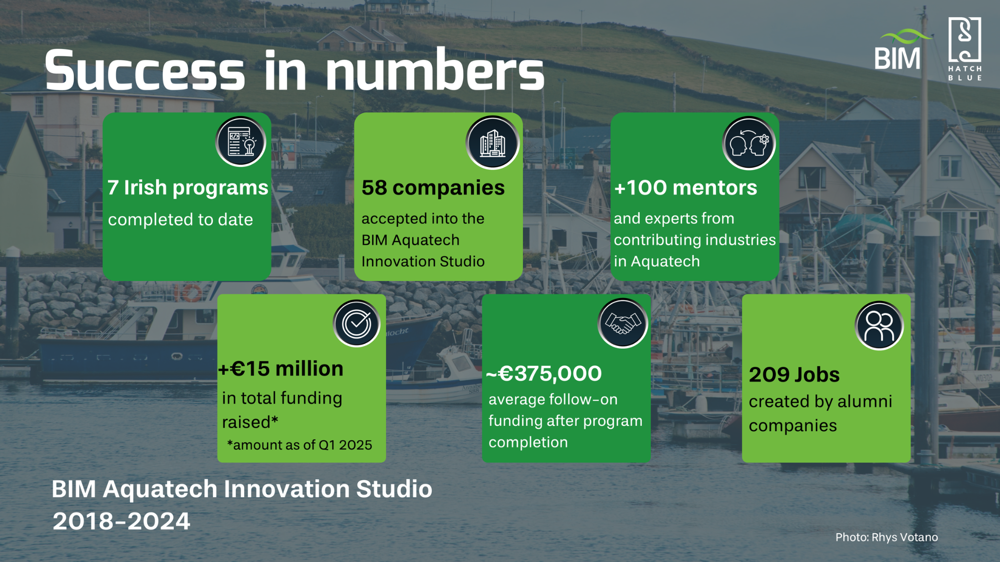 Success in numbers
BIM
HATCH
BLUE
7 Irish programs
completed to date
</>
58 companies
accepted into the
BIM Aquatech
Innovation Studio
+100 mentors
and experts from
contributing industries
in Aquatech
+€15 million
in total funding
raised*
*amount as of Q1 2025
~€375,000
average follow-on
funding after program
completion
209 Jobs
created by alumni
companies
BIM Aquatech Innovation Studio
2018-2024
Photo: Rhys Votano